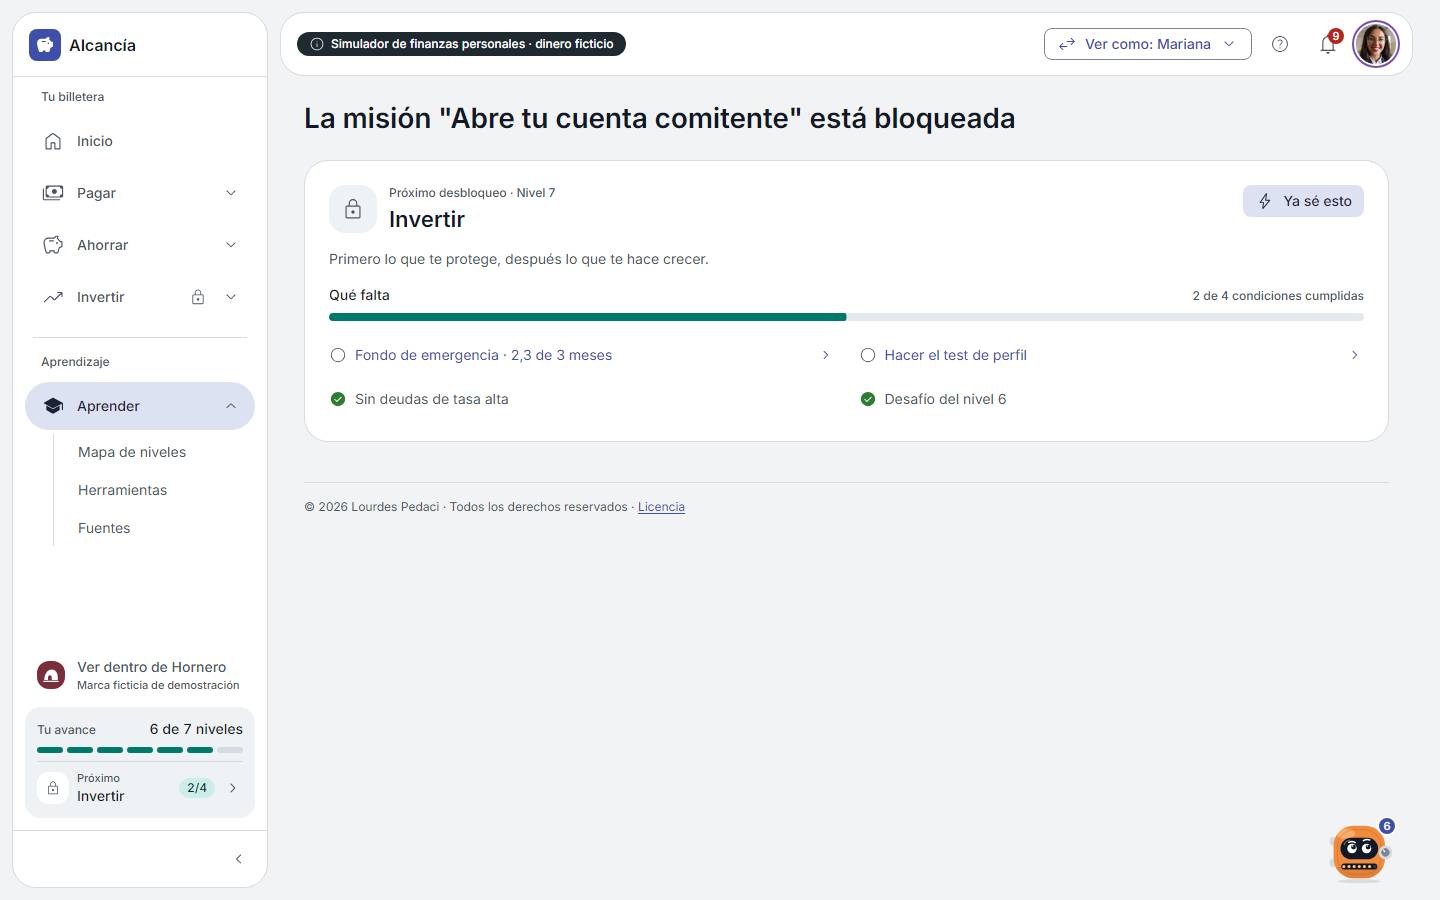 Alcancía
Tu billetera
Inicio
Pagar
Ahorrar
Invertir
Aprendizaje
Aprender
Mapa de niveles
Herramientas
Fuentes
Ver dentro de Hornero
Marca ficticia de demostración
Tu avance 6 de 7 niveles
Próximo
Invertir
2/4
Simulador de finanzas personales · dinero ficticio
Ver como: Mariana
9
La misión "Abre tu cuenta comitente" está bloqueada
Próximo desbloqueo · Nivel 7
Invertir
Ya sé esto
Primero lo que te protege, después lo que te hace crecer.
Qué falta 2 de 4 condiciones cumplidas
Fondo de emergencia · 2,3 de 3 meses
Hacer el test de perfil
Sin deudas de tasa alta
Desafío del nivel 6
© 2026 Lourdes Pedaci · Todos los derechos reservados · Licencia
6